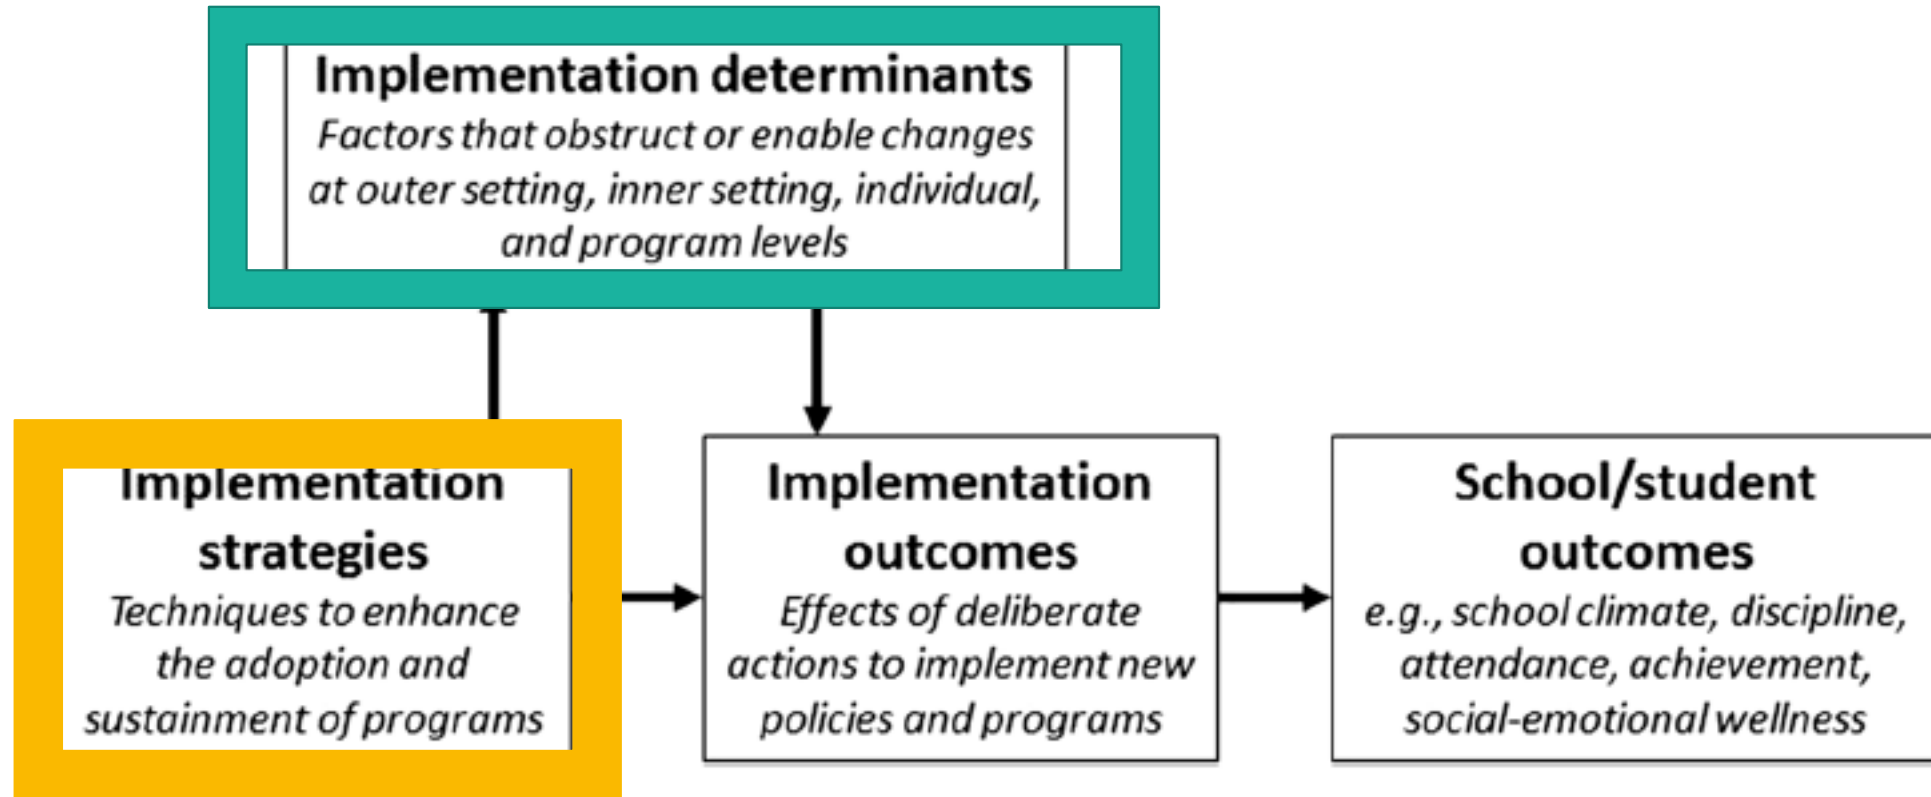 Implementation determinants
Factors that obstruct or enable changes
at outer setting, inner setting, individual,
and program levels
Implementation
strategies
Techniques to enhance
the adoption and
sustainment of programs
Implementation
outcomes
Effects of deliberate
actions to implement new
policies and programs
School/student
outcomes
e.g., school climate, discipline,
attendance, achievement,
social-emotional wellness